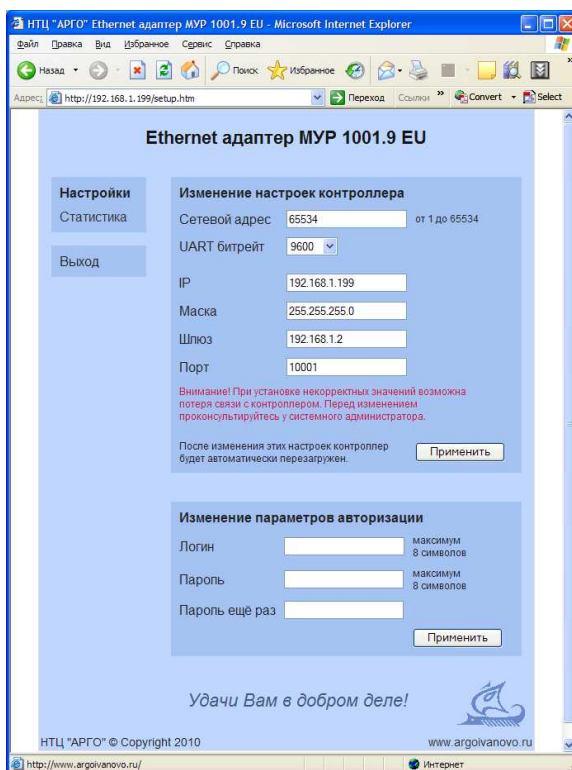 НТЦ "АРГО" Ethernet адаптер МУР 1001.9 EU - Microsoft Internet Explorer
Файл Правка Вид Избранное Сервис Справка
Назад Поиск Избранное
Адрес: http://192.168.1.199/setup.htm Переход Ссылки Convert Select
Ethernet адаптер МУР 1001.9 EU
Настройки
Статистика
Выход
Изменение настроек контроллера
Сетевой адрес 65534 от 1 до 65534
UART битрейт 9600
IP 192.168.1.199
Маска 255.255.255.0
Шлюз 192.168.1.2
Порт 10001
Внимание! При установке некорректных значений возможна
потеря связи с контроллером. Перед изменением
проконсультируйтесь у системного администратора.
После изменения этих настроек контроллер
будет автоматически перезагружен.
Применить
Изменение параметров авторизации
Логин максимум
8 символов
Пароль максимум
8 символов
Пароль ещё раз
Применить
Удачи Вам в добром деле!
НТЦ "АРГО" © Copyright 2010 www.argoivanovo.ru
http://www.argoivanovo.ru/ Интернет